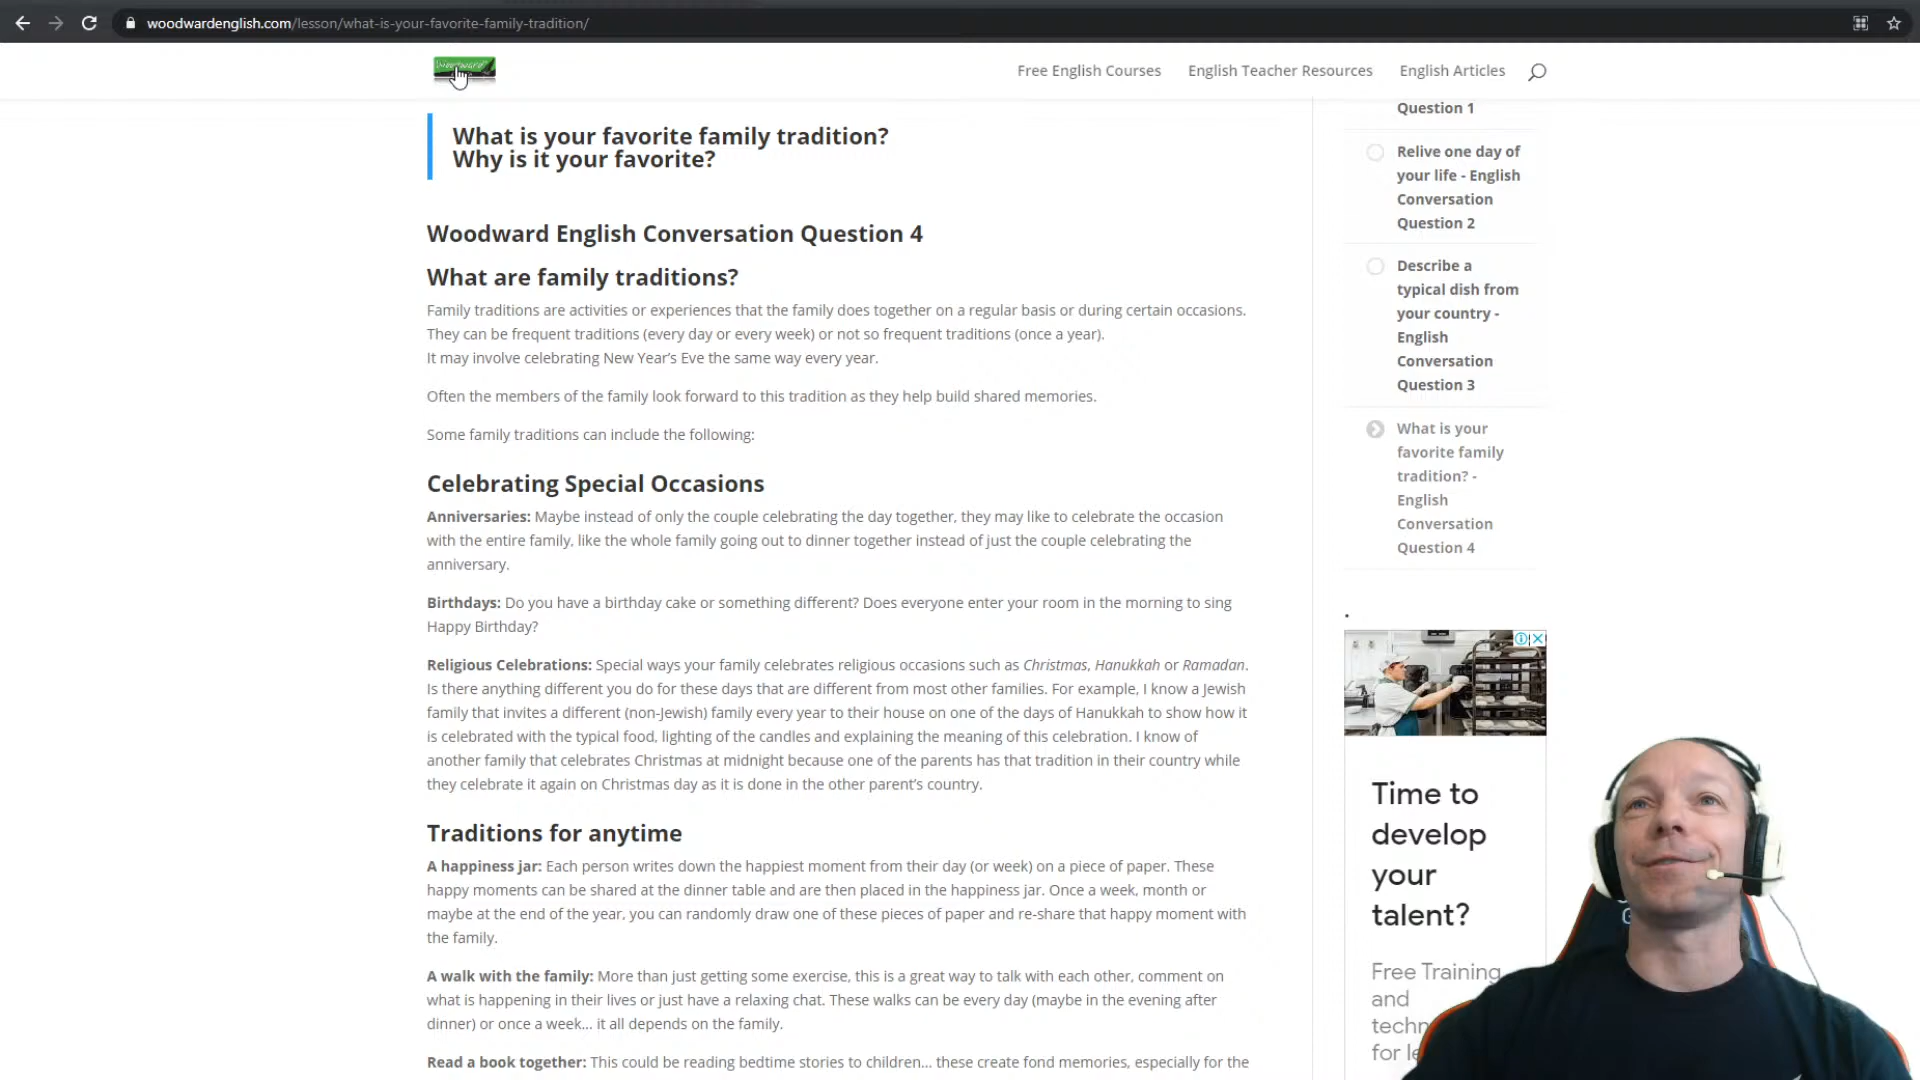 woodwardenglish.com/lesson/what-is-your-favorite-family-tradition/
Woodward
Free English Courses
English Teacher Resources
English Articles
What is your favorite family tradition?
Why is it your favorite?
Woodward English Conversation Question 4
What are family traditions?
Family traditions are activities or experiences that the family does together on a regular basis or during certain occasions.
They can be frequent traditions (every day or every week) or not so frequent traditions (once a year).
It may involve celebrating New Year’s Eve the same way every year.
Often the members of the family look forward to this tradition as they help build shared memories.
Some family traditions can include the following:
Celebrating Special Occasions
Anniversaries: Maybe instead of only the couple celebrating the day together, they may like to celebrate the occasion
with the entire family, like the whole family going out to dinner together instead of just the couple celebrating the
anniversary.
Birthdays: Do you have a birthday cake or something different? Does everyone enter your room in the morning to sing
Happy Birthday?
Religious Celebrations: Special ways your family celebrates religious occasions such as Christmas, Hanukkah or Ramadan.
Is there anything different you do for these days that are different from most other families. For example, I know a Jewish
family that invites a different (non-Jewish) family every year to their house on one of the days of Hanukkah to show how it
is celebrated with the typical food, lighting of the candles and explaining the meaning of this celebration. I know of
another family that celebrates Christmas at midnight because one of the parents has that tradition in their country while
they celebrate it again on Christmas day as it is done in the other parent’s country.
Traditions for anytime
A happiness jar: Each person writes down the happiest moment from their day (or week) on a piece of paper. These
happy moments can be shared at the dinner table and are then placed in the happiness jar. Once a week, month or
maybe at the end of the year, you can randomly draw one of these pieces of paper and re-share that happy moment with
the family.
A walk with the family: More than just getting some exercise, this is a great way to talk with each other, comment on
what is happening in their lives or just have a relaxing chat. These walks can be every day (maybe in the evening after
dinner) or once a week… it all depends on the family.
Read a book together: This could be reading bedtime stories to children… these create fond memories, especially for the
Question 1
Relive one day of
your life - English
Conversation
Question 2
Describe a
typical dish from
your country -
English
Conversation
Question 3
What is your
favorite family
tradition? -
English
Conversation
Question 4
.
Time to
develop
your
talent?
Free Training
and
techn
for le